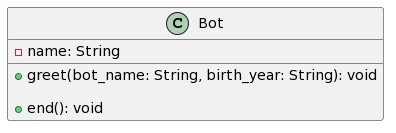 C Bot
name: String
greet(bot_name: String, birth_year: String): void
end(): void